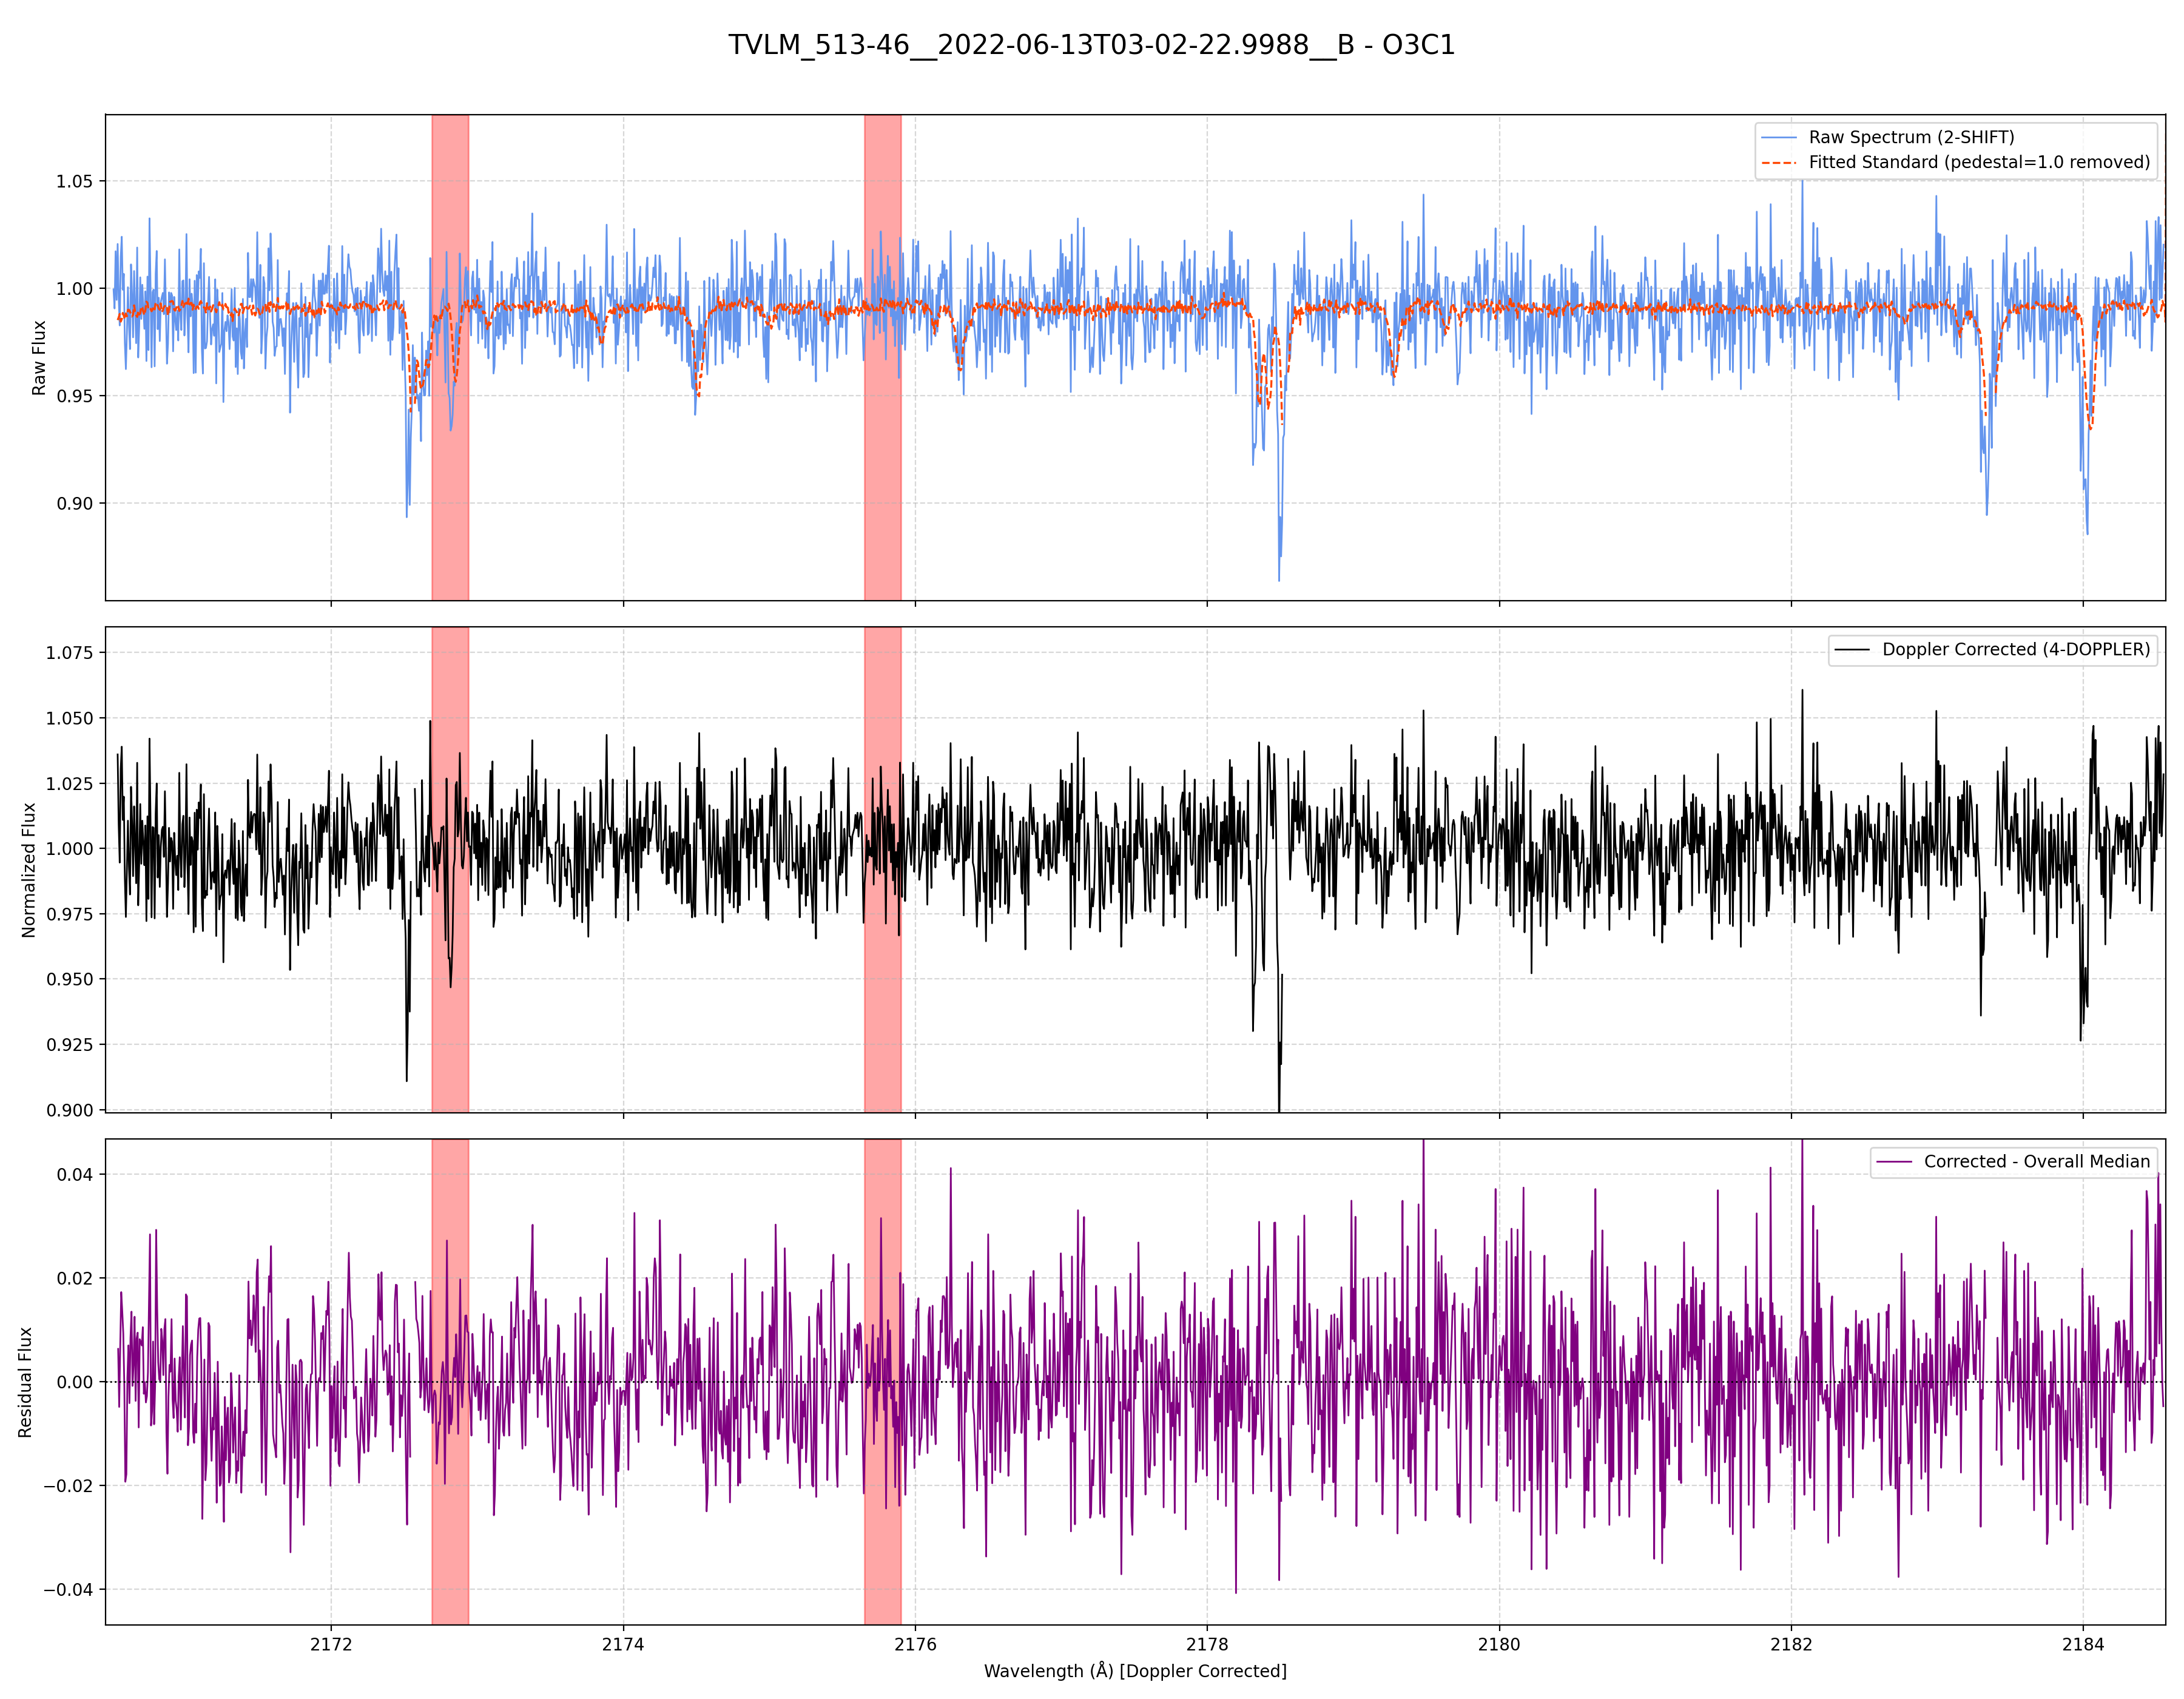 TVLM_513-46__2022-06-13T03-02-22.9988__B - O3C1
Raw Spectrum (2-SHIFT)
Fitted Standard (pedestal=1.0 removed)
Raw Flux
1.05
1.00
0.95
0.90
Doppler Corrected (4-DOPPLER)
Normalized Flux
1.075
1.050
1.025
1.000
0.975
0.950
0.925
0.900
Corrected - Overall Median
Residual Flux
0.04
0.02
0.00
−0.02
−0.04
2172 2174 2176 2178 2180 2182 2184
Wavelength (Å) [Doppler Corrected]